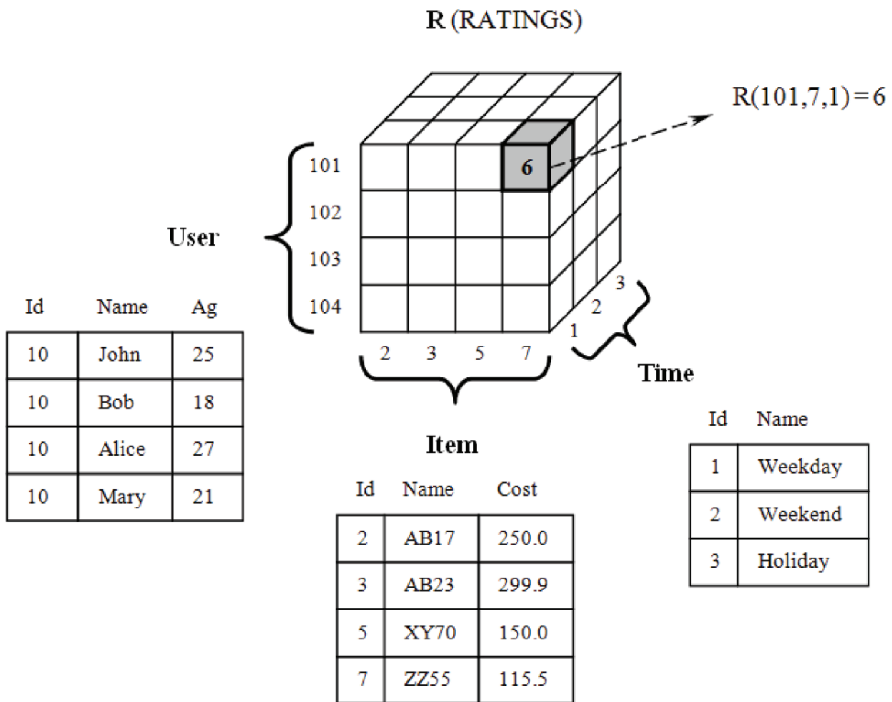 R (RATINGS)
R(101,7,1)=6
101
6
102
User
103
104
2 3 5 7
1 2 3
Time
Item
Id Name Ag
10 John 25
10 Bob 18
10 Alice 27
10 Mary 21
Id Name Cost
2 AB17 250.0
3 AB23 299.9
5 XY70 150.0
7 ZZ55 115.5
Id Name
1 Weekday
2 Weekend
3 Holiday